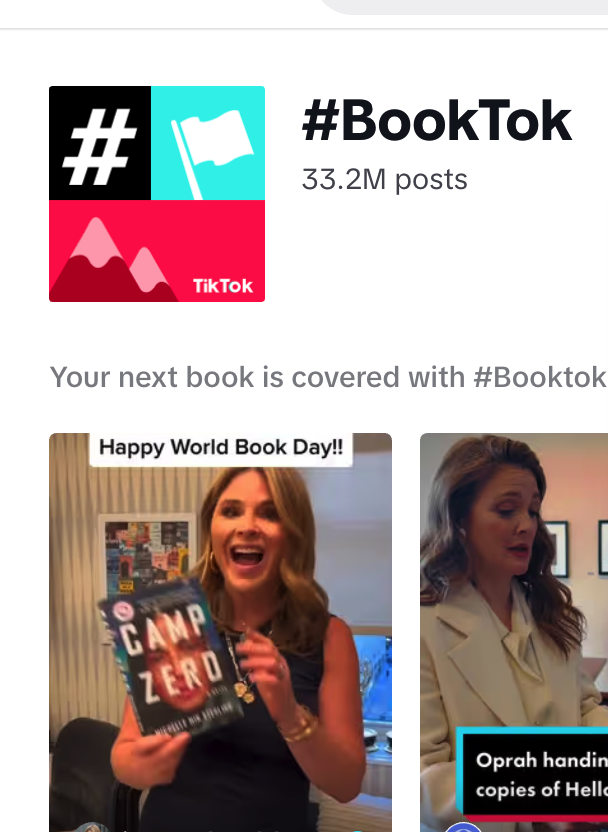 #
TikTok
#BookTok
33.2M posts
Your next book is covered with #Booktok
Happy World Book Day!!
CAMP
ZERO
MICHELLE MIN STERLING
Oprah handin
copies of Hello